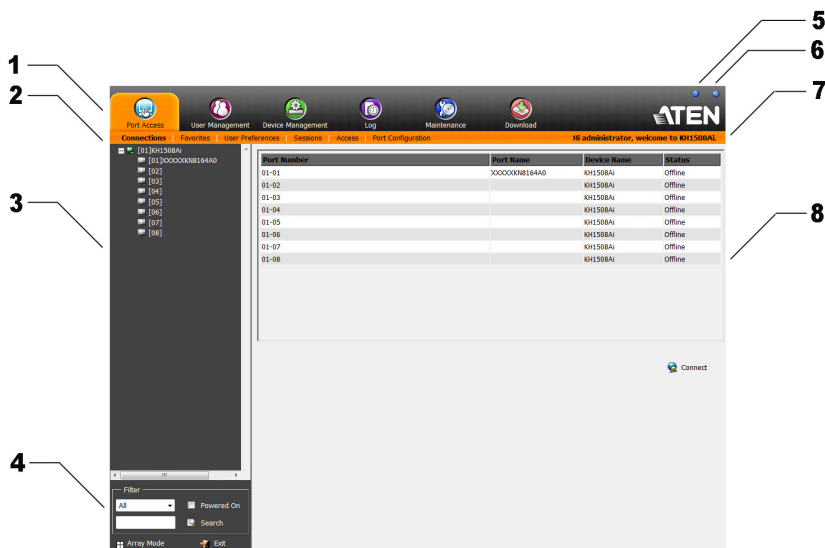 5
6
1
2
7
3
8
4
ATEN
Port Access
User Management
Device Management
Log
Maintenance
Download
Connections Favorites User Preferences Sessions Access Port Configuration
Hi administrator, welcome to KH1508Ai.
[01]KH1508Ai
[01]XXXXXKN8164A0
[02]
[03]
[04]
[05]
[06]
[07]
[08]
Port Number Port Name Device Name Status
01-01 XXXXXKN8164A0 KH1508Ai Offline
01-02 KH1508Ai Offline
01-03 KH1508Ai Offline
01-04 KH1508Ai Offline
01-05 KH1508Ai Offline
01-06 KH1508Ai Offline
01-07 KH1508Ai Offline
01-08 KH1508Ai Offline
Connect
Filter
All Powered On
Search
Array Mode Exit